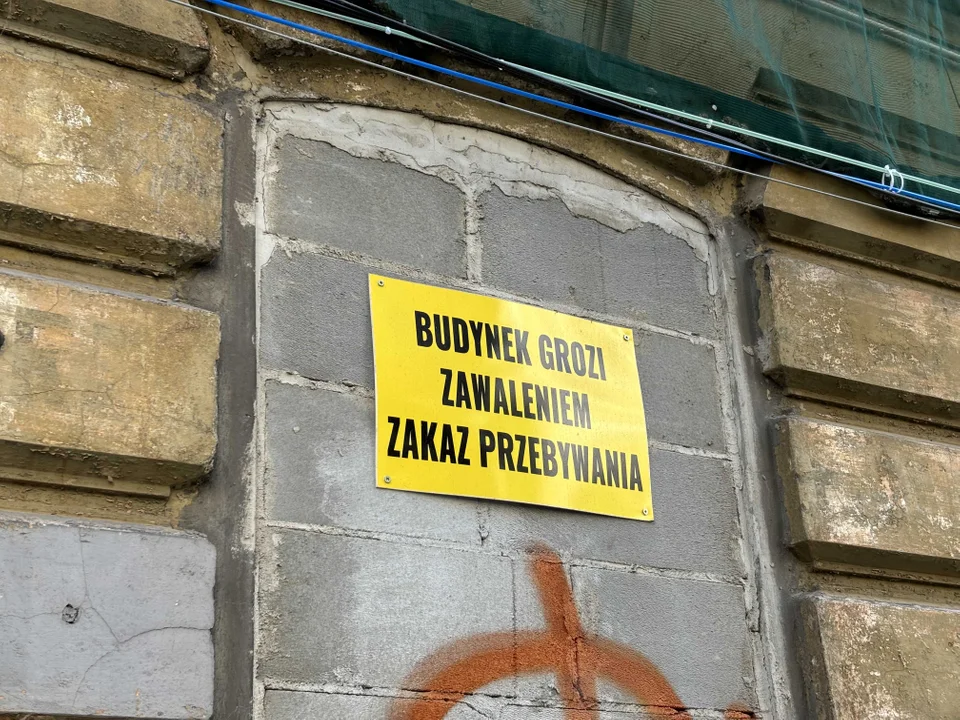 BUDYNEK GROZI
ZAWALENIEM
ZAKAZ PRZEBYWANIA